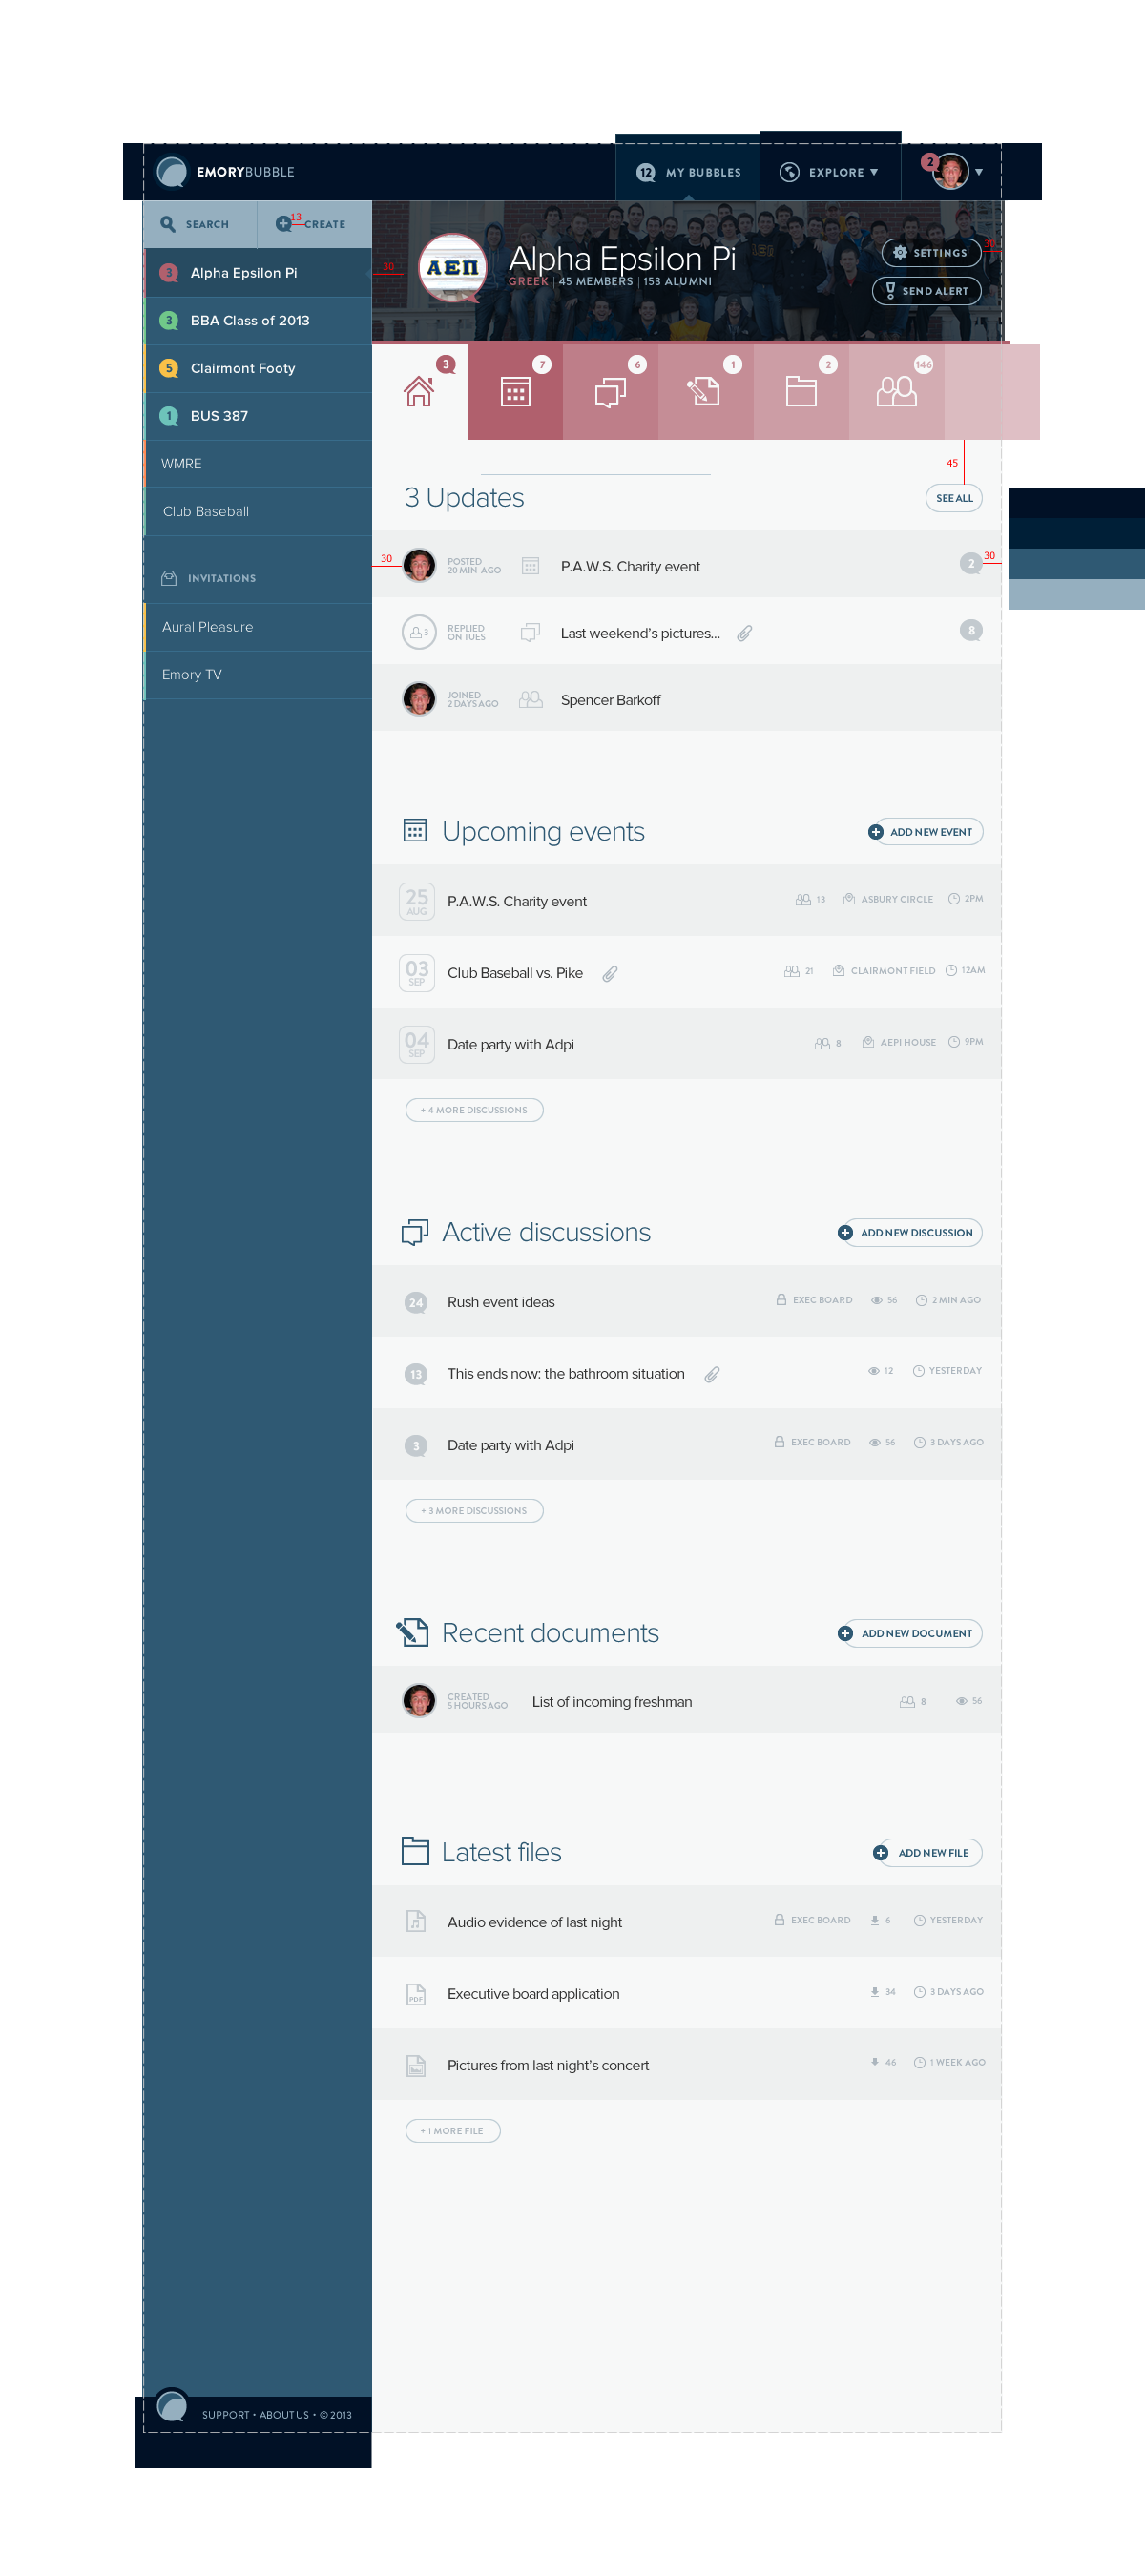 EMORYBUBBLE
12 MY BUBBLES
EXPLORE
2
SEARCH
13
CREATE
3 Alpha Epsilon Pi
3 BBA Class of 2013
5 Clairmont Footy
1 BUS 387
WMRE
Club Baseball
INVITATIONS
Aural Pleasure
Emory TV
30
ΑΕΠ
Alpha Epsilon Pi
GREEK | 45 MEMBERS | 153 ALUMNI
SETTINGS
30
SEND ALERT
3
7
6
1
2
146
45
3 Updates
SEE ALL
30
POSTED
20 MIN AGO
P.A.W.S. Charity event
2
30
3
REPLIED
ON TUES
Last weekend's pictures...
8
JOINED
2 DAYS AGO
Spencer Barkoff
Upcoming events
ADD NEW EVENT
25
AUG
P.A.W.S. Charity event
13
ASBURY CIRCLE
2PM
03
SEP
Club Baseball vs. Pike
21
CLAIRMONT FIELD
12AM
04
SEP
Date party with Adpi
8
AEPI HOUSE
9PM
+ 4 MORE DISCUSSIONS
Active discussions
ADD NEW DISCUSSION
24
Rush event ideas
EXEC BOARD
56
2 MIN AGO
13
This ends now: the bathroom situation
12
YESTERDAY
3
Date party with Adpi
EXEC BOARD
56
3 DAYS AGO
+ 3 MORE DISCUSSIONS
Recent documents
ADD NEW DOCUMENT
CREATED
5 HOURS AGO
List of incoming freshman
8
56
Latest files
ADD NEW FILE
Audio evidence of last night
EXEC BOARD
6
YESTERDAY
PDF
Executive board application
34
3 DAYS AGO
Pictures from last night's concert
46
1 WEEK AGO
+ 1 MORE FILE
SUPPORT • ABOUT US • © 2013